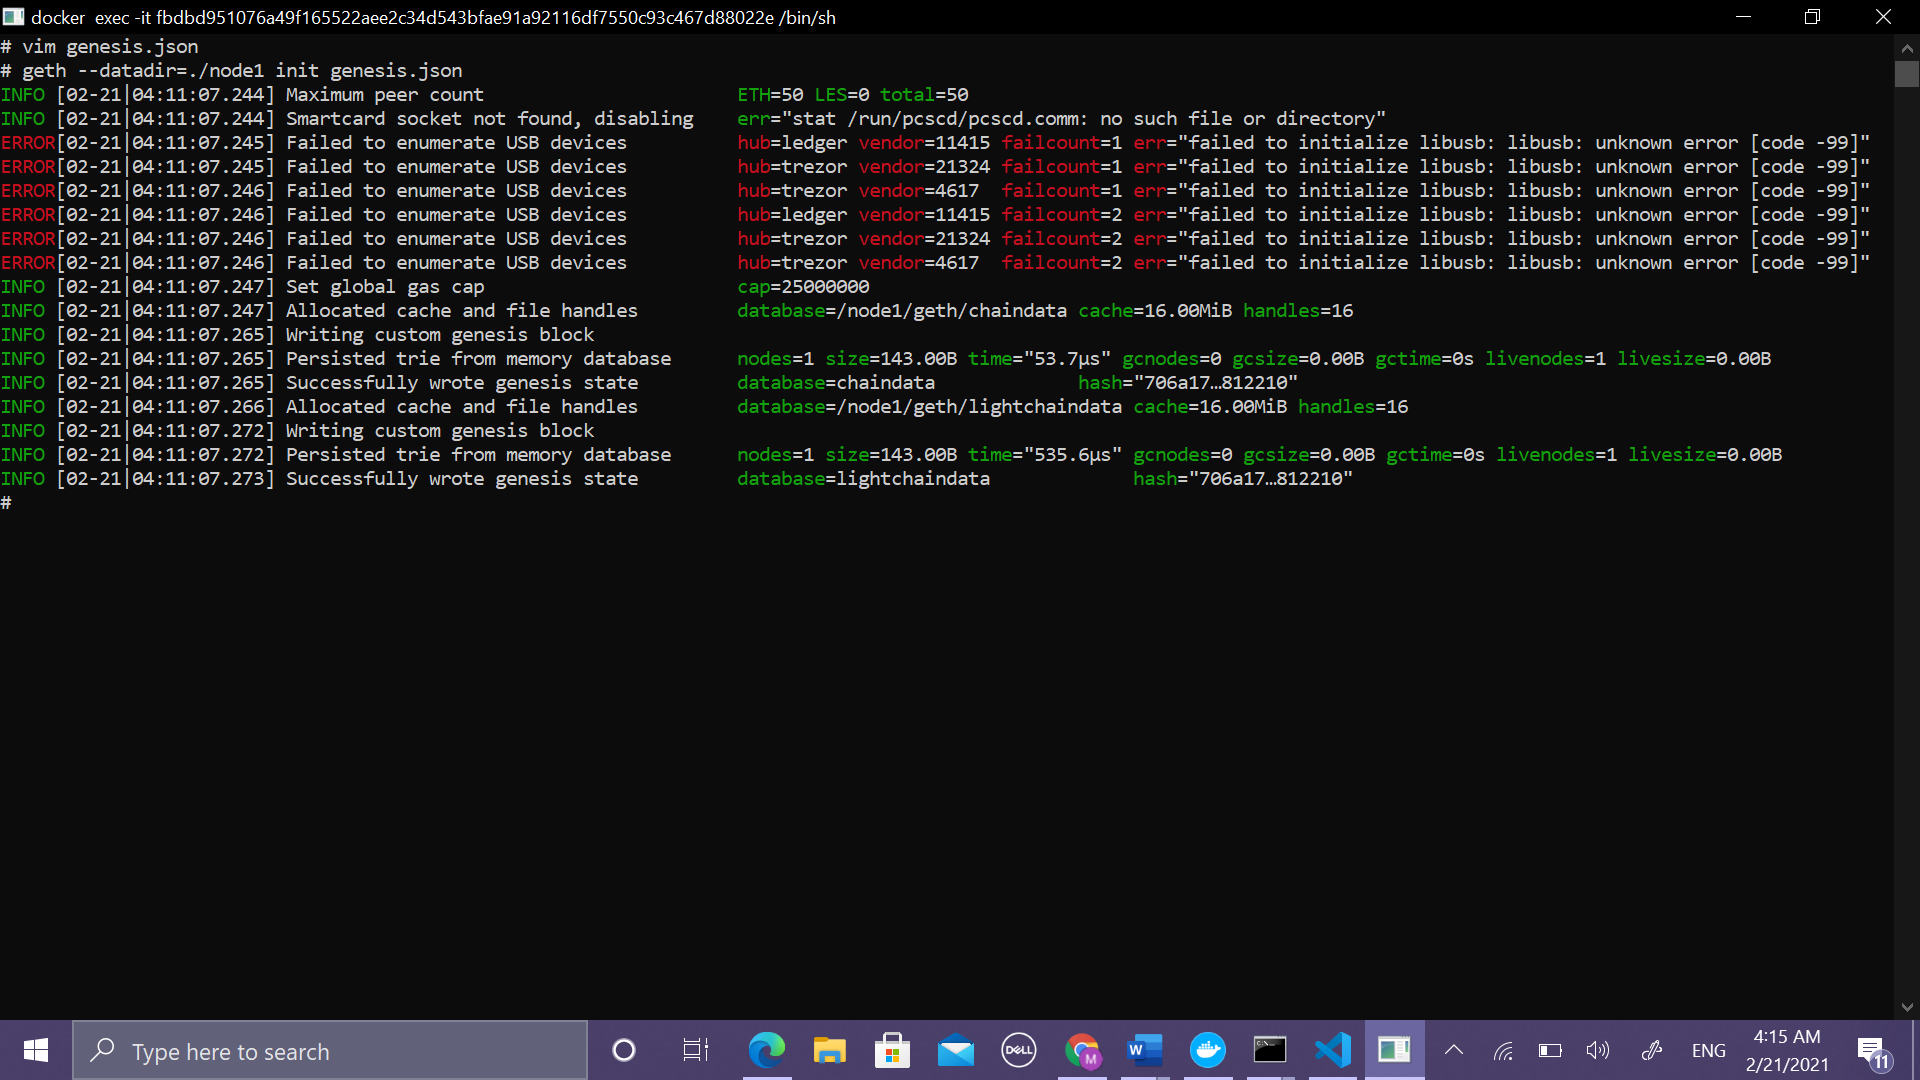 docker  exec -it fbdbd951076a49f165522aee2c34d543bfae91a92116df7550c93c467d88022e /bin/sh
# vim genesis.json
# geth --datadir=./node1 init genesis.json
INFO [02-21|04:11:07.244] Maximum peer count                       ETH=50 LES=0 total=50
INFO [02-21|04:11:07.244] Smartcard socket not found, disabling    err="stat /run/pcscd/pcscd.comm: no such file or directory"
ERROR[02-21|04:11:07.245] Failed to enumerate USB devices          hub=ledger vendor=11415 failcount=1 err="failed to initialize libusb: libusb: unknown error [code -99]"
ERROR[02-21|04:11:07.245] Failed to enumerate USB devices          hub=trezor vendor=21324 failcount=1 err="failed to initialize libusb: libusb: unknown error [code -99]"
ERROR[02-21|04:11:07.246] Failed to enumerate USB devices          hub=trezor vendor=4617  failcount=1 err="failed to initialize libusb: libusb: unknown error [code -99]"
ERROR[02-21|04:11:07.246] Failed to enumerate USB devices          hub=ledger vendor=11415 failcount=2 err="failed to initialize libusb: libusb: unknown error [code -99]"
ERROR[02-21|04:11:07.246] Failed to enumerate USB devices          hub=trezor vendor=21324 failcount=2 err="failed to initialize libusb: libusb: unknown error [code -99]"
ERROR[02-21|04:11:07.246] Failed to enumerate USB devices          hub=trezor vendor=4617  failcount=2 err="failed to initialize libusb: libusb: unknown error [code -99]"
INFO [02-21|04:11:07.247] Set global gas cap                       cap=25000000
INFO [02-21|04:11:07.247] Allocated cache and file handles         database=/node1/geth/chaindata cache=16.00MiB handles=16
INFO [02-21|04:11:07.265] Writing custom genesis block
INFO [02-21|04:11:07.265] Persisted trie from memory database      nodes=1 size=143.00B time="53.7µs" gcnodes=0 gcsize=0.00B gctime=0s livenodes=1 livesize=0.00B
INFO [02-21|04:11:07.265] Successfully wrote genesis state         database=chaindata             hash="706a17…812210"
INFO [02-21|04:11:07.266] Allocated cache and file handles         database=/node1/geth/lightchaindata cache=16.00MiB handles=16
INFO [02-21|04:11:07.272] Writing custom genesis block
INFO [02-21|04:11:07.272] Persisted trie from memory database      nodes=1 size=143.00B time="535.6µs" gcnodes=0 gcsize=0.00B gctime=0s livenodes=1 livesize=0.00B
INFO [02-21|04:11:07.273] Successfully wrote genesis state         database=lightchaindata             hash="706a17…812210"
#
Type here to search
DELL
M
W
ENG
4:15 AM
2/21/2021
11